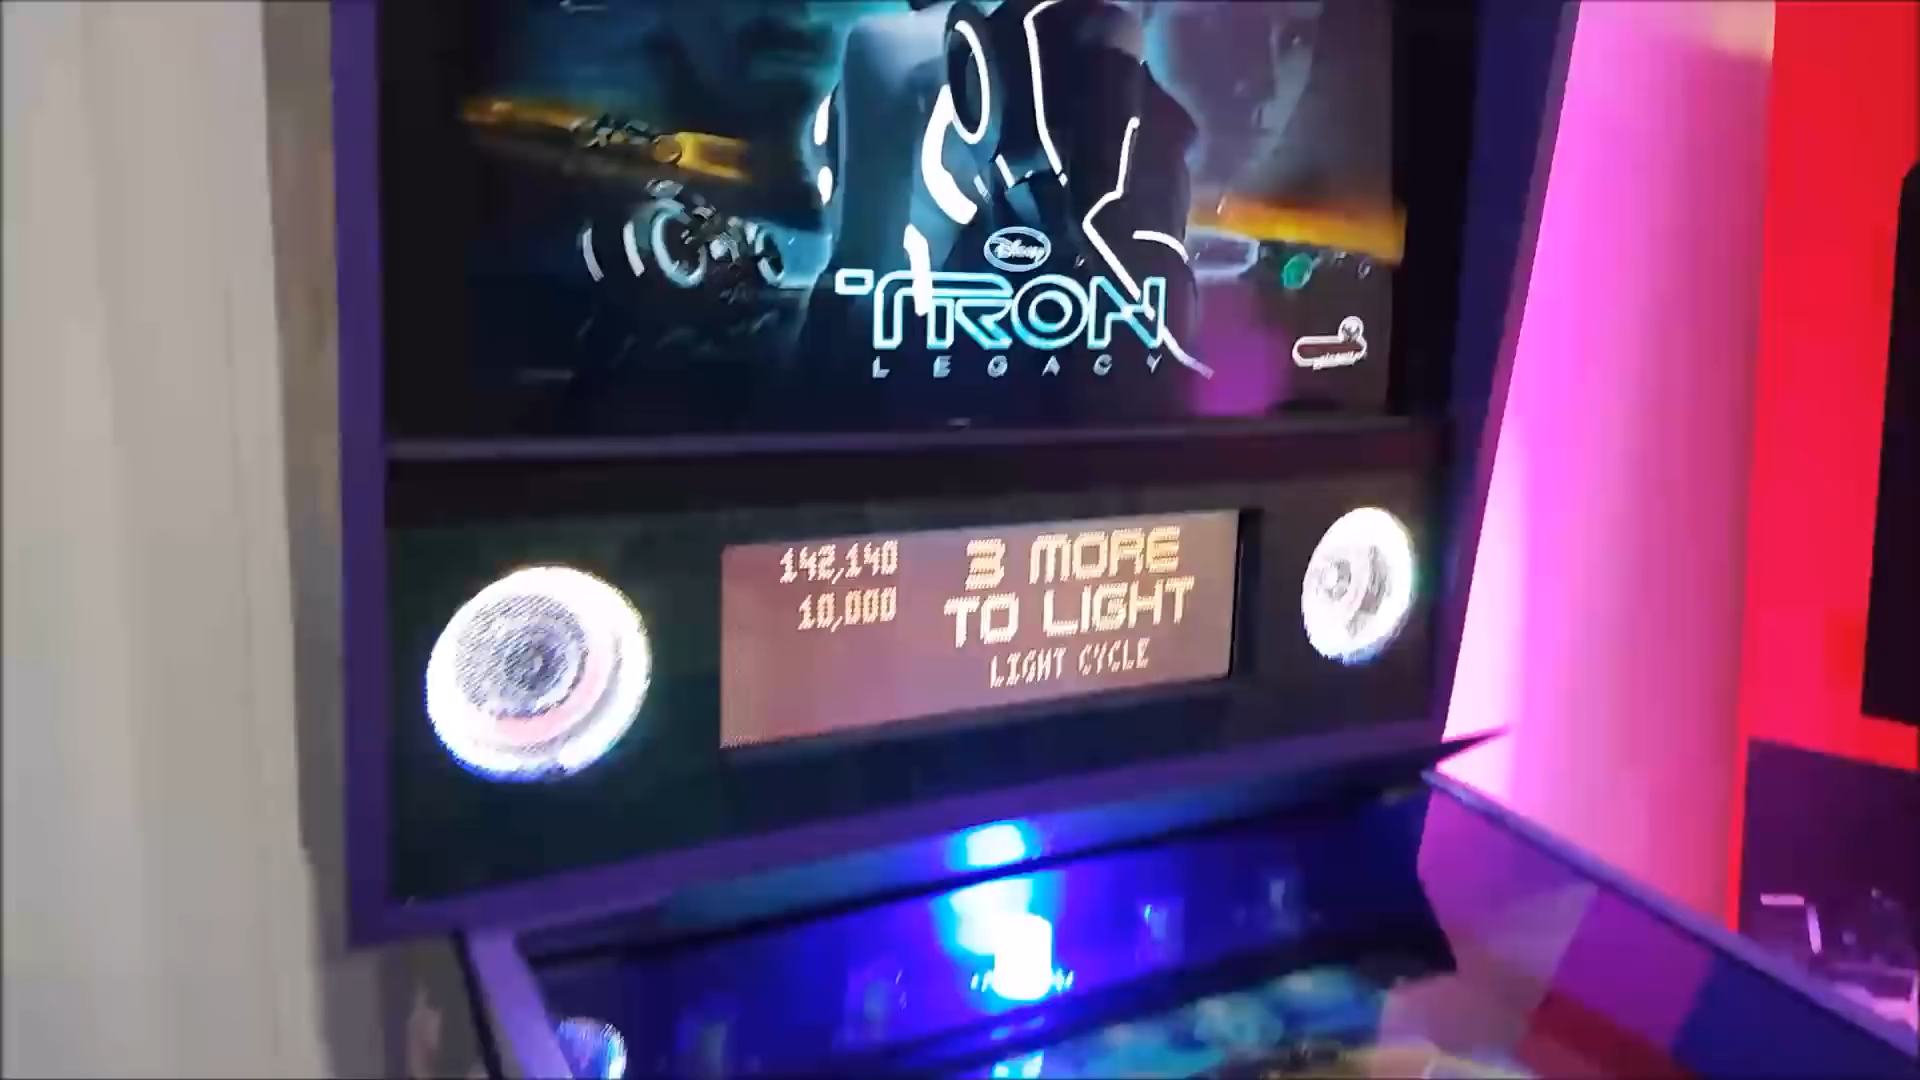 Disney
TRON
LEGACY
142,140
10,000
3 MORE
TO LIGHT
LIGHT CYCLE